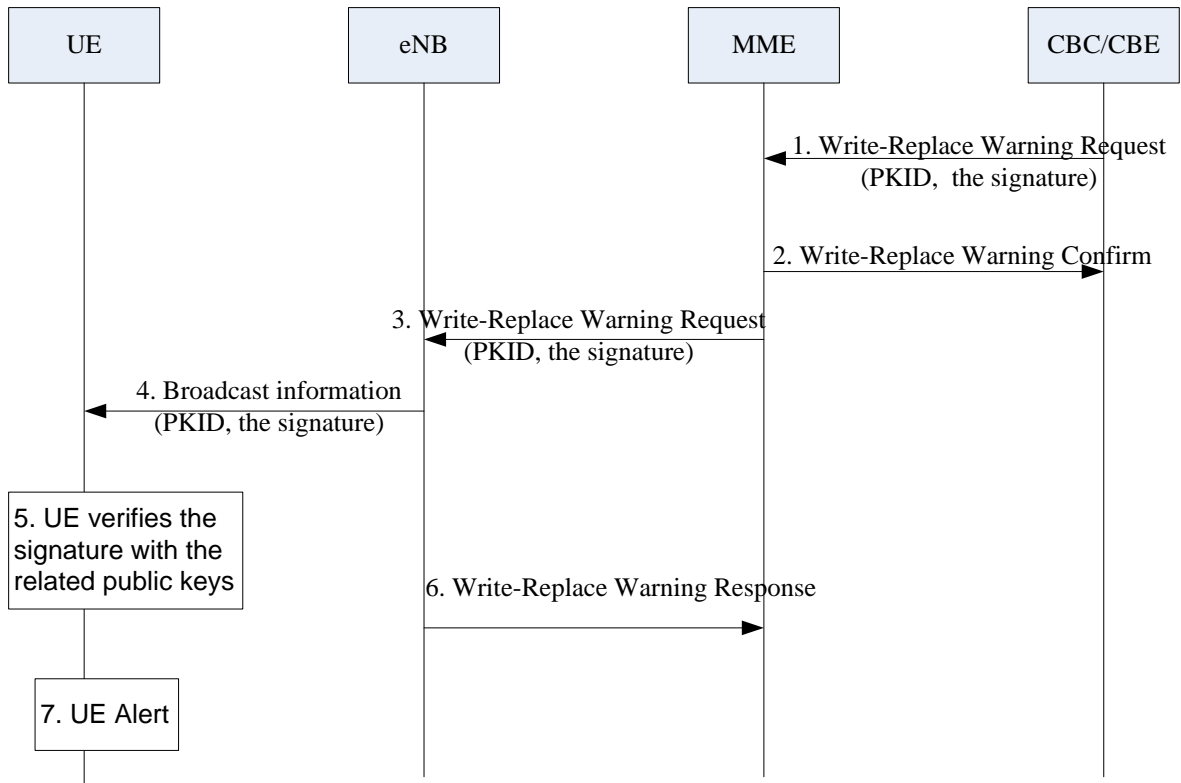 UE
eNB
MME
CBC/CBE
1. Write-Replace Warning Request
(PKID, the signature)
2. Write-Replace Warning Confirm
3. Write-Replace Warning Request
(PKID, the signature)
4. Broadcast information
(PKID, the signature)
5. UE verifies the
signature with the
related public keys
6. Write-Replace Warning Response
7. UE Alert